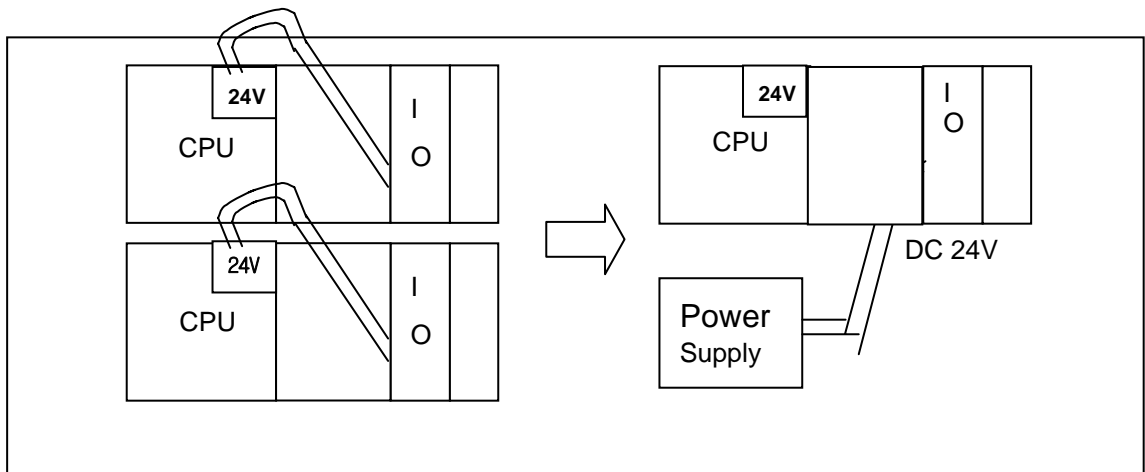 24V
CPU
I
O
24V
CPU
I
O
24V
CPU
I
O
DC 24V
Power
Supply